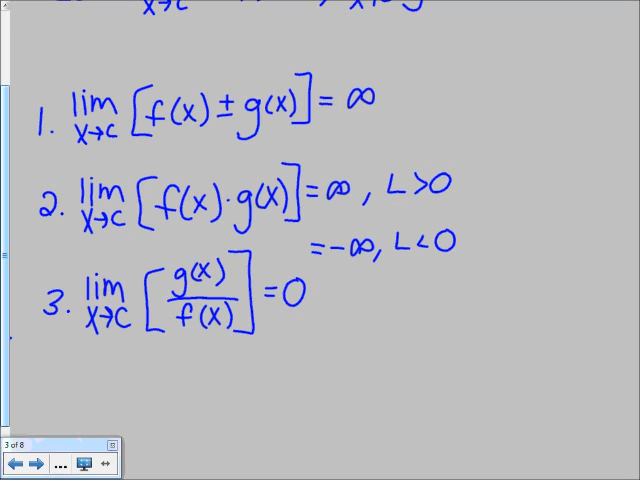 x→c
1. lim x→c [f(x) ± g(x)] = ∞
2. lim x→c [f(x)·g(x)] = ∞, L>0
= -∞, L<0
3. lim x→c [g(x)/f(x)] = 0
3 of 8